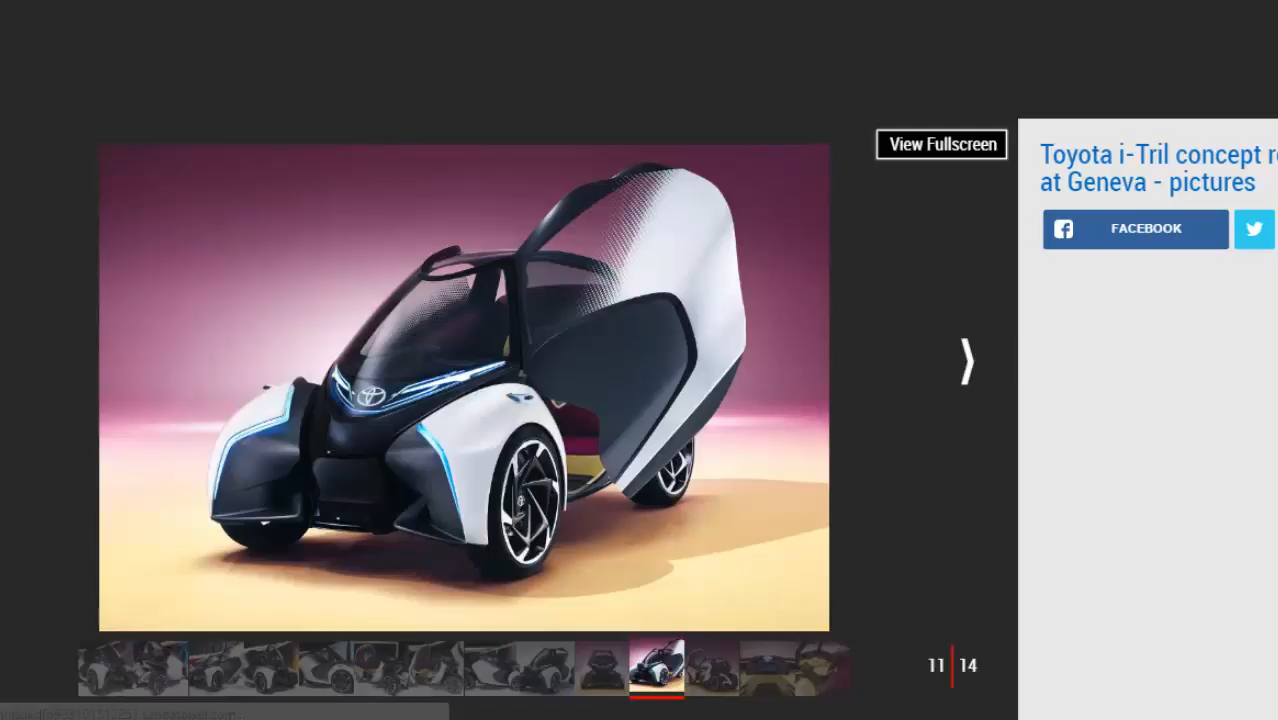 View Fullscreen
Toyota i-Tril concept r
at Geneva - pictures
FACEBOOK
11 14